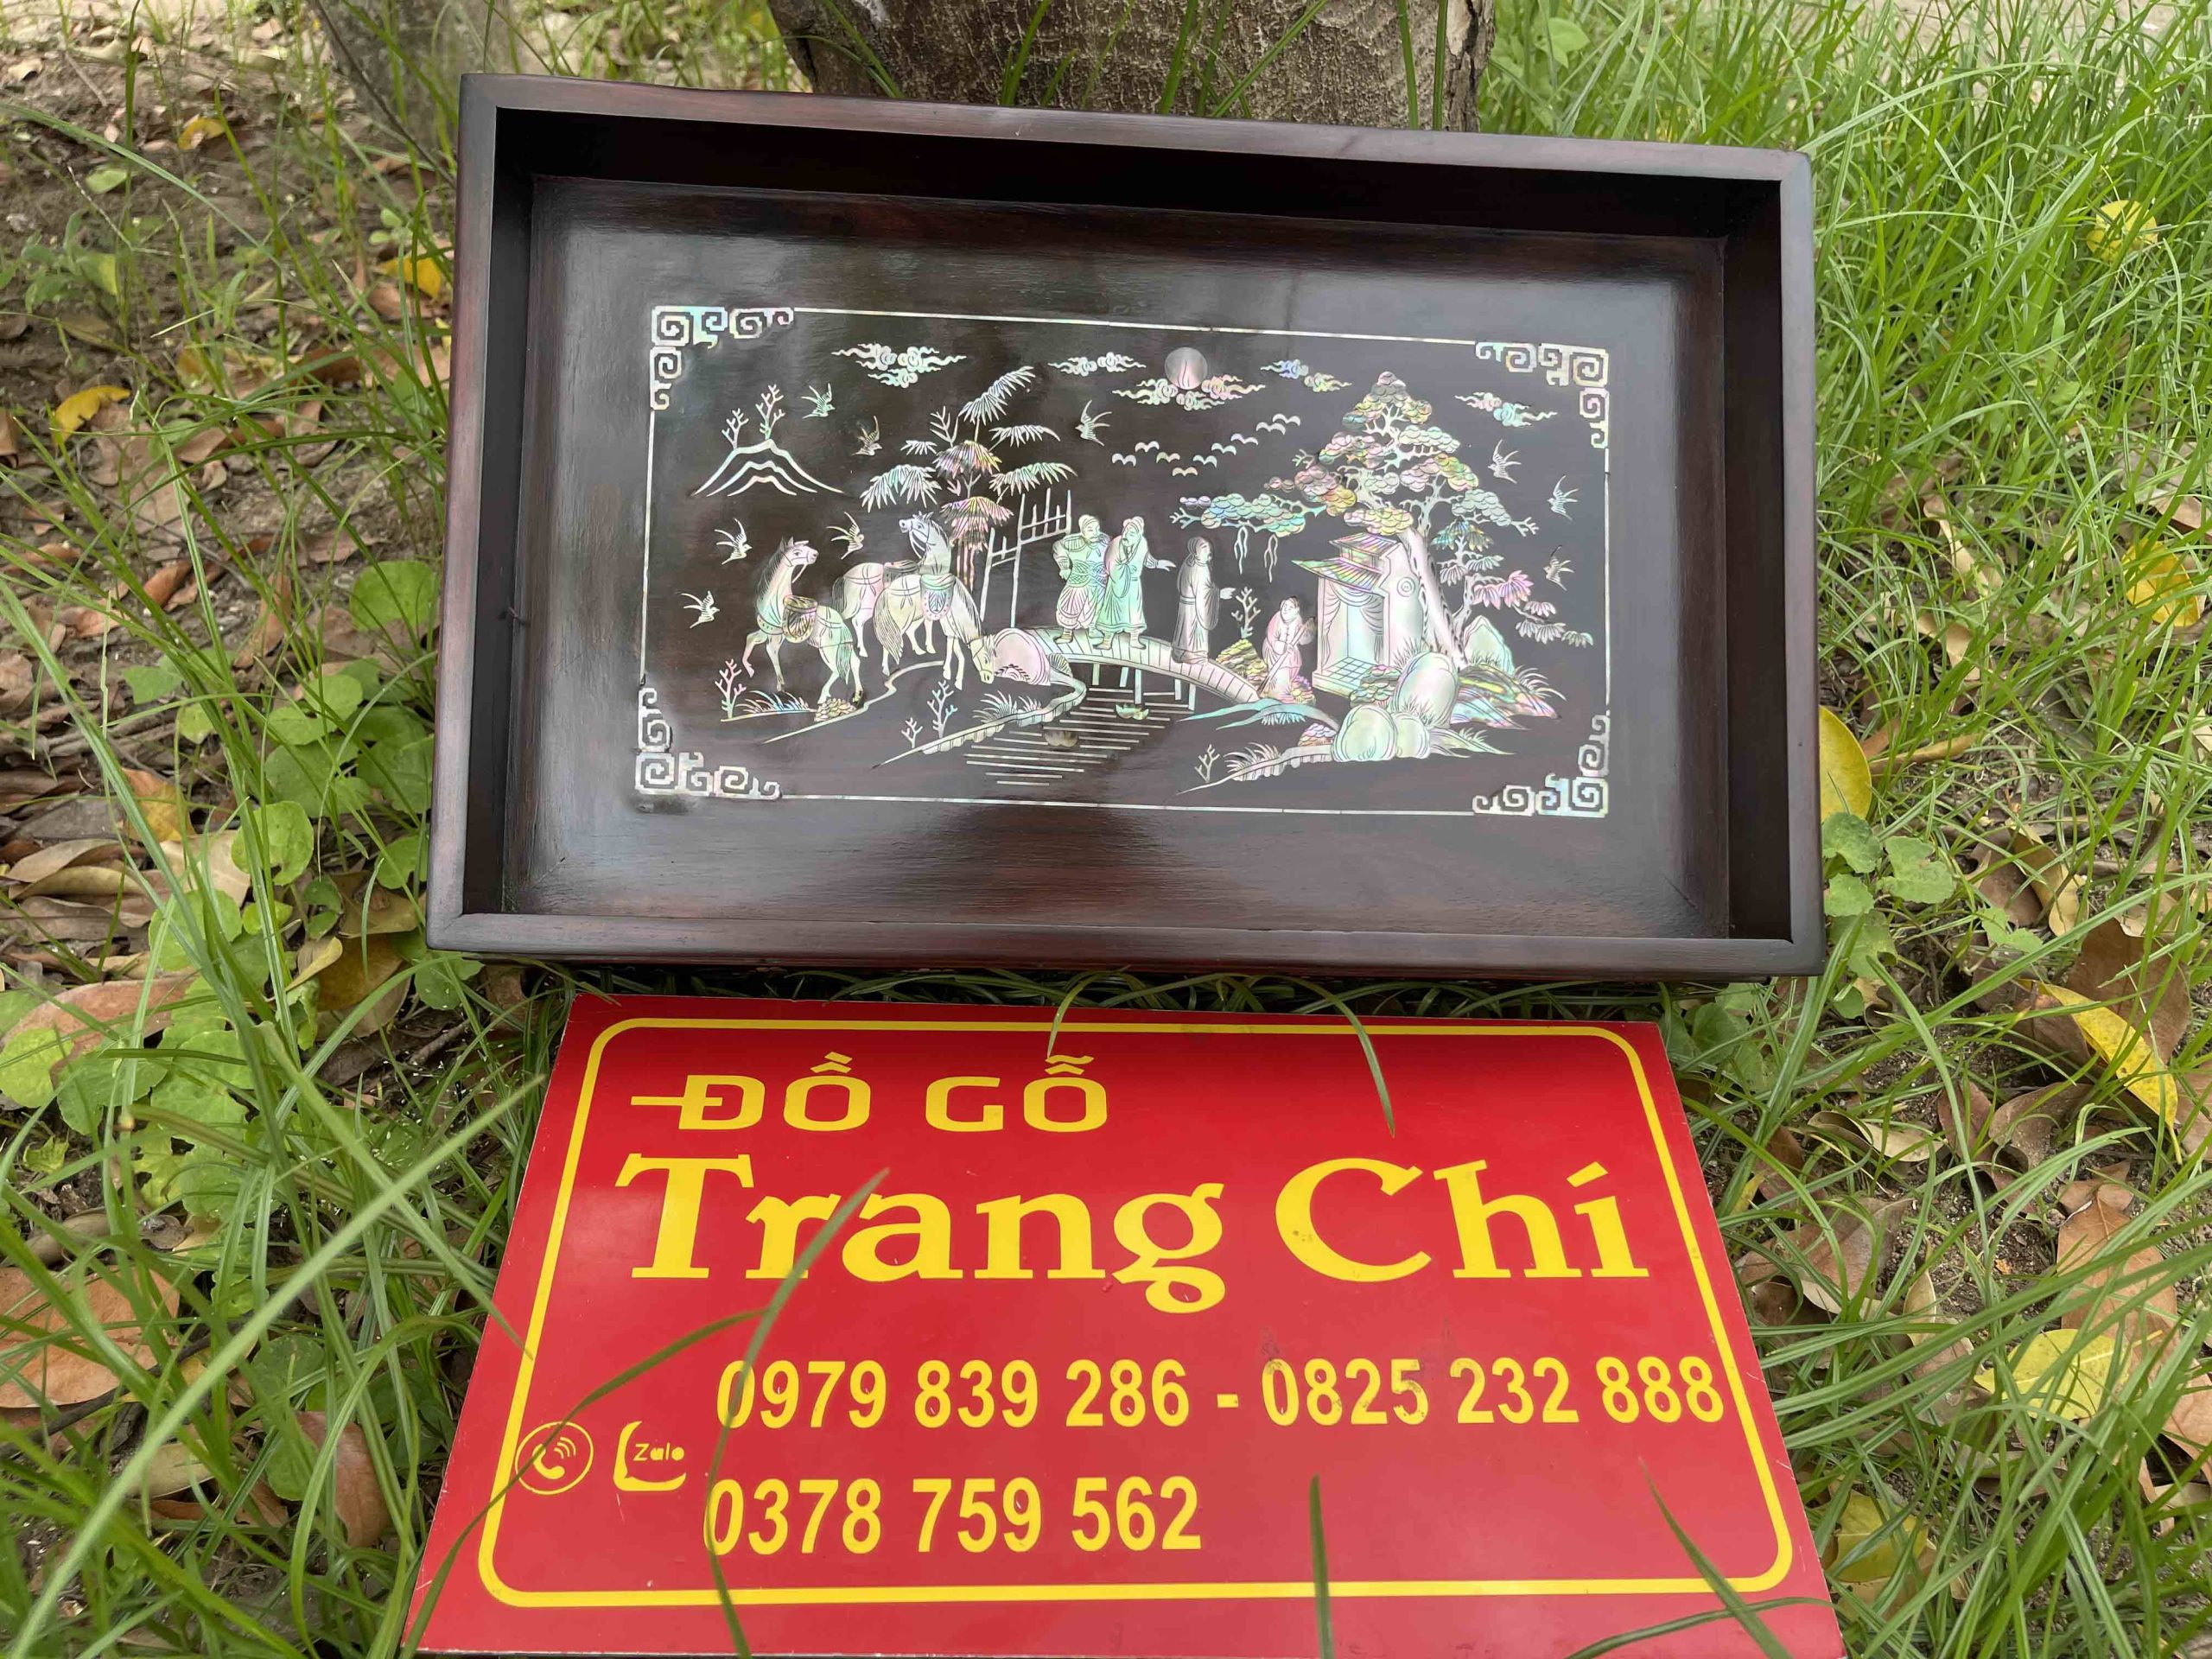 ĐỒ GỖ
Trang Chí
0979 839 286 - 0825 232 888
Zalo
0378 759 562